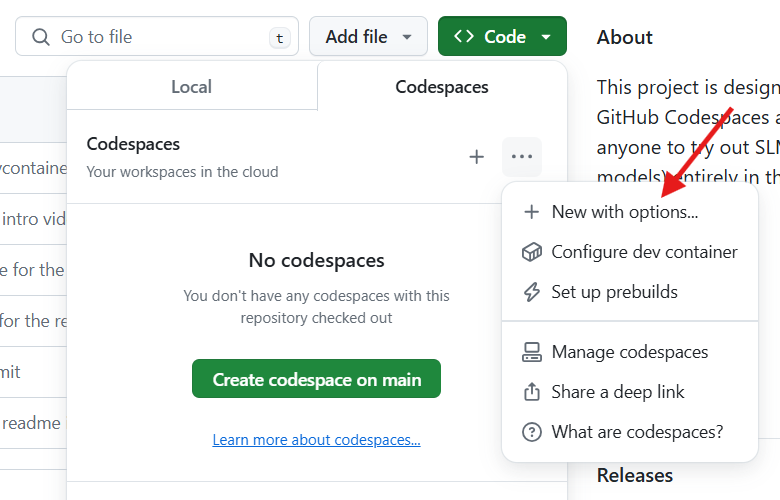 Go to file
t
Add file
Code
About
Local
Codespaces
This project is design
GitHub Codespaces a
anyone to try out SLM
models) entirely in th
Codespaces
Your workspaces in the cloud
intro vid
e for the
for the re
mit
readme
New with options...
Configure dev container
Set up prebuilds
Manage codespaces
Share a deep link
What are codespaces?
No codespaces
You don't have any codespaces with this
repository checked out
Create codespace on main
Learn more about codespaces...
Releases